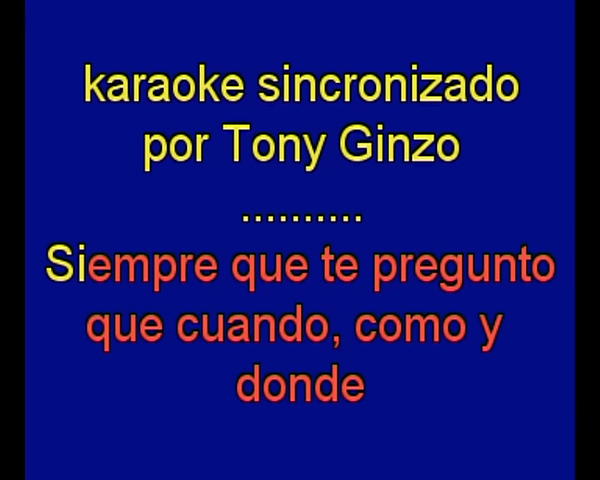 karaoke sincronizado
por Tony Ginzo
..........
Siempre que te pregunto
que cuando, como y
donde